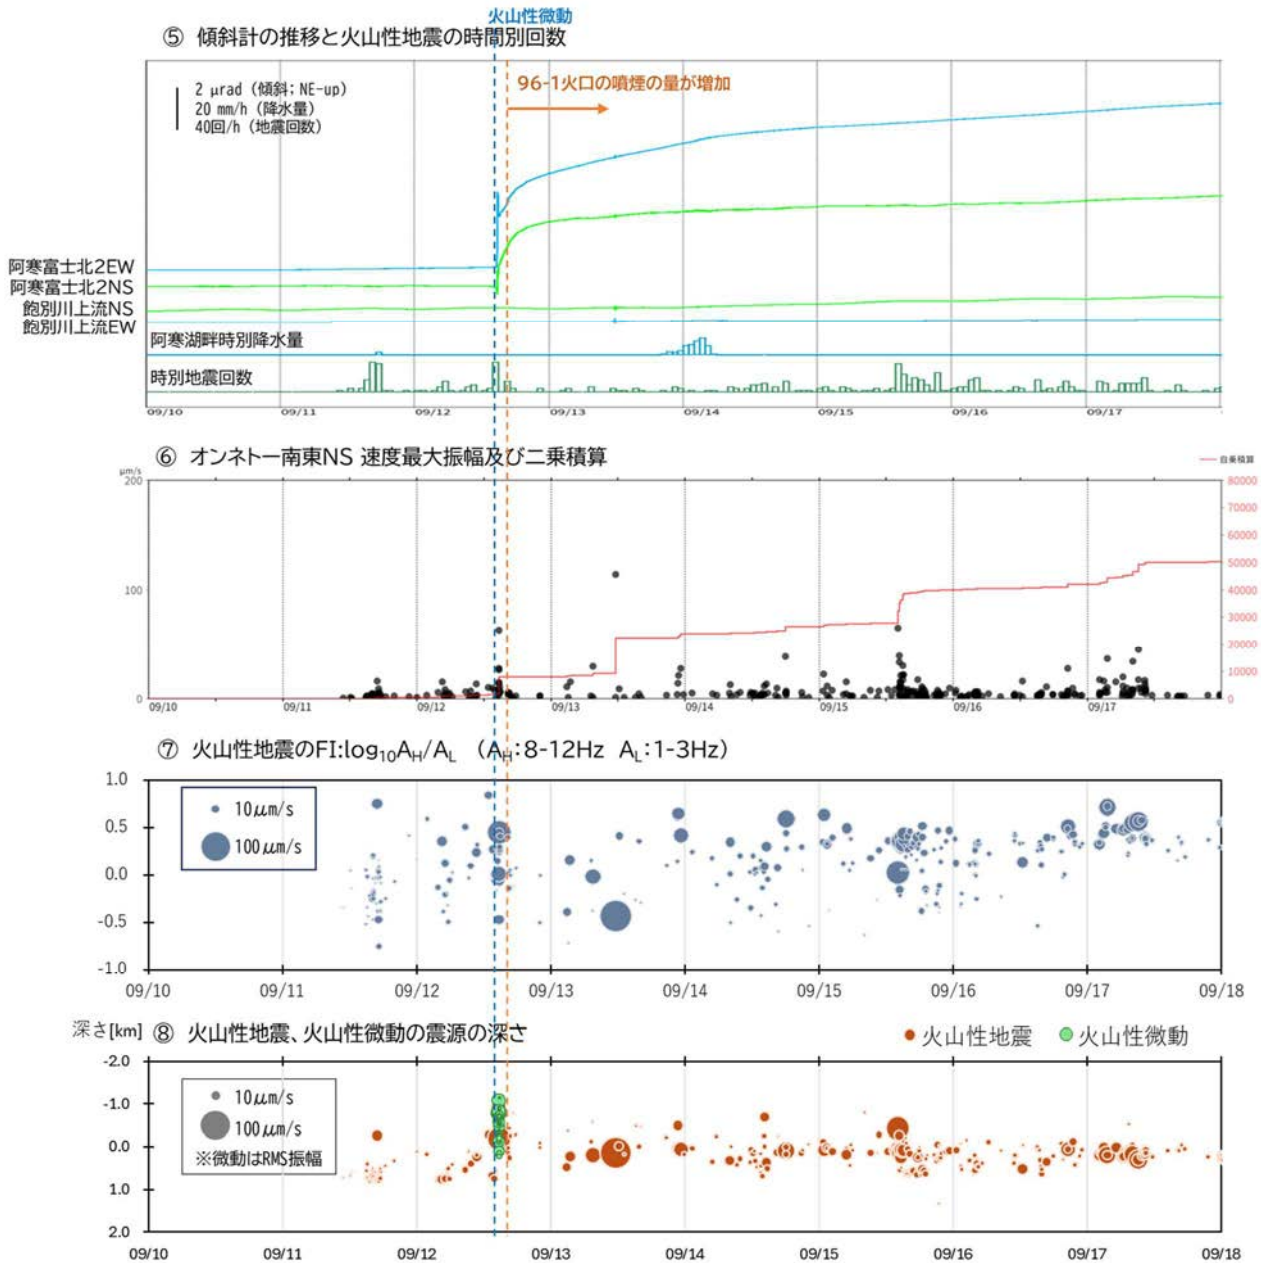 火山性微動
⑤ 傾斜計の推移と火山性地震の時間別回数
2 μrad (傾斜; NE-up)
20 mm/h (降水量)
40回/h (地震回数)
96-1火口の噴煙の量が増加
阿寒富士北2EW
阿寒富士北2NS
飽別川上流NS
飽別川上流EW
阿寒湖畔時別降水量
時別地震回数
09/10 09/11 09/12 09/13 09/14 09/15 09/16 09/17
⑥ オンネトー南東NS 速度最大振幅及び二乗積算
μm/s
自乗積算
200
100
0
80000
70000
60000
50000
40000
30000
20000
10000
0
09/10 09/11 09/12 09/13 09/14 09/15 09/16 09/17
⑦ 火山性地震のFI:log₁₀A_H/A_L (A_H:8-12Hz A_L:1-3Hz)
1.0
0.5
0.0
-0.5
-1.0
10μm/s
100μm/s
09/10 09/11 09/12 09/13 09/14 09/15 09/16 09/17 09/18
深さ[km] ⑧ 火山性地震、火山性微動の震源の深さ
火山性地震 火山性微動
-2.0
-1.0
0.0
1.0
2.0
10μm/s
100μm/s
※微動はRMS振幅
09/10 09/11 09/12 09/13 09/14 09/15 09/16 09/17 09/18